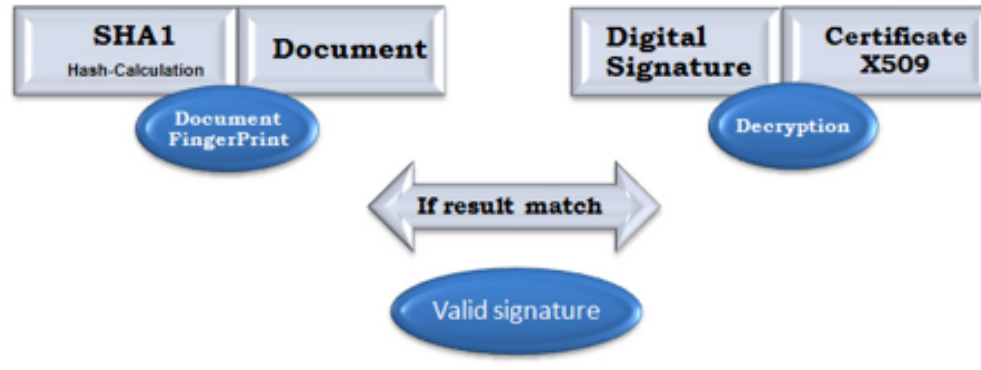 SHA1
Hash-Calculation
Document
Document
FingerPrint
Digital
Signature
Certificate
X509
Decryption
If result match
Valid signature